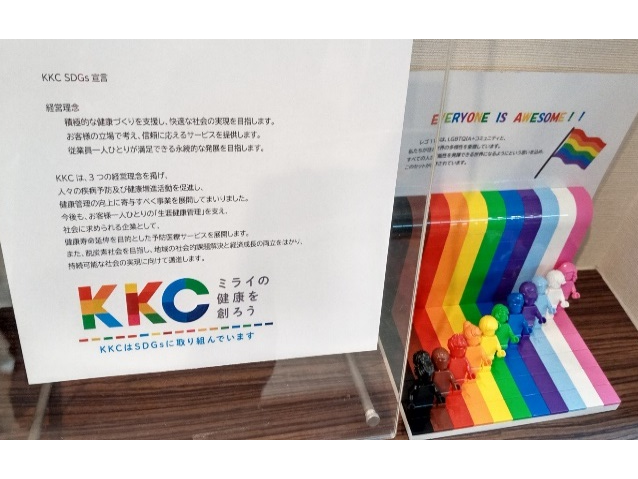 KKC SDGs 宣言
経営理念
積極的な健康づくりを支援し、快適な社会の実現を目指します。
お客様の立場で考え、信頼に応えるサービスを提供します。
従業員一人ひとりが満足できる永続的な発展を目指します。
KKC は、3 つの経営理念を掲げ、
人々の疾病予防及び健康増進活動を促進し、
健康管理の向上に寄与すべく事業を展開してまいりました。
今後も、お客様一人ひとりの「生涯健康管理」を支え、
社会に求められる企業として、
健康寿命延伸を目的とした予防医療サービスを展開します。
また、脱炭素社会を目指し、地域の社会的課題解決と経済成長の両立をはかり、
持続可能な社会の実現に向けて邁進します。
KKC
ミライの
健康を
創ろう
KKCはSDGsに取り組んでいます
EVERYONE IS AWESOME!!
レゴ
LGBTQIA+コミュニティと、